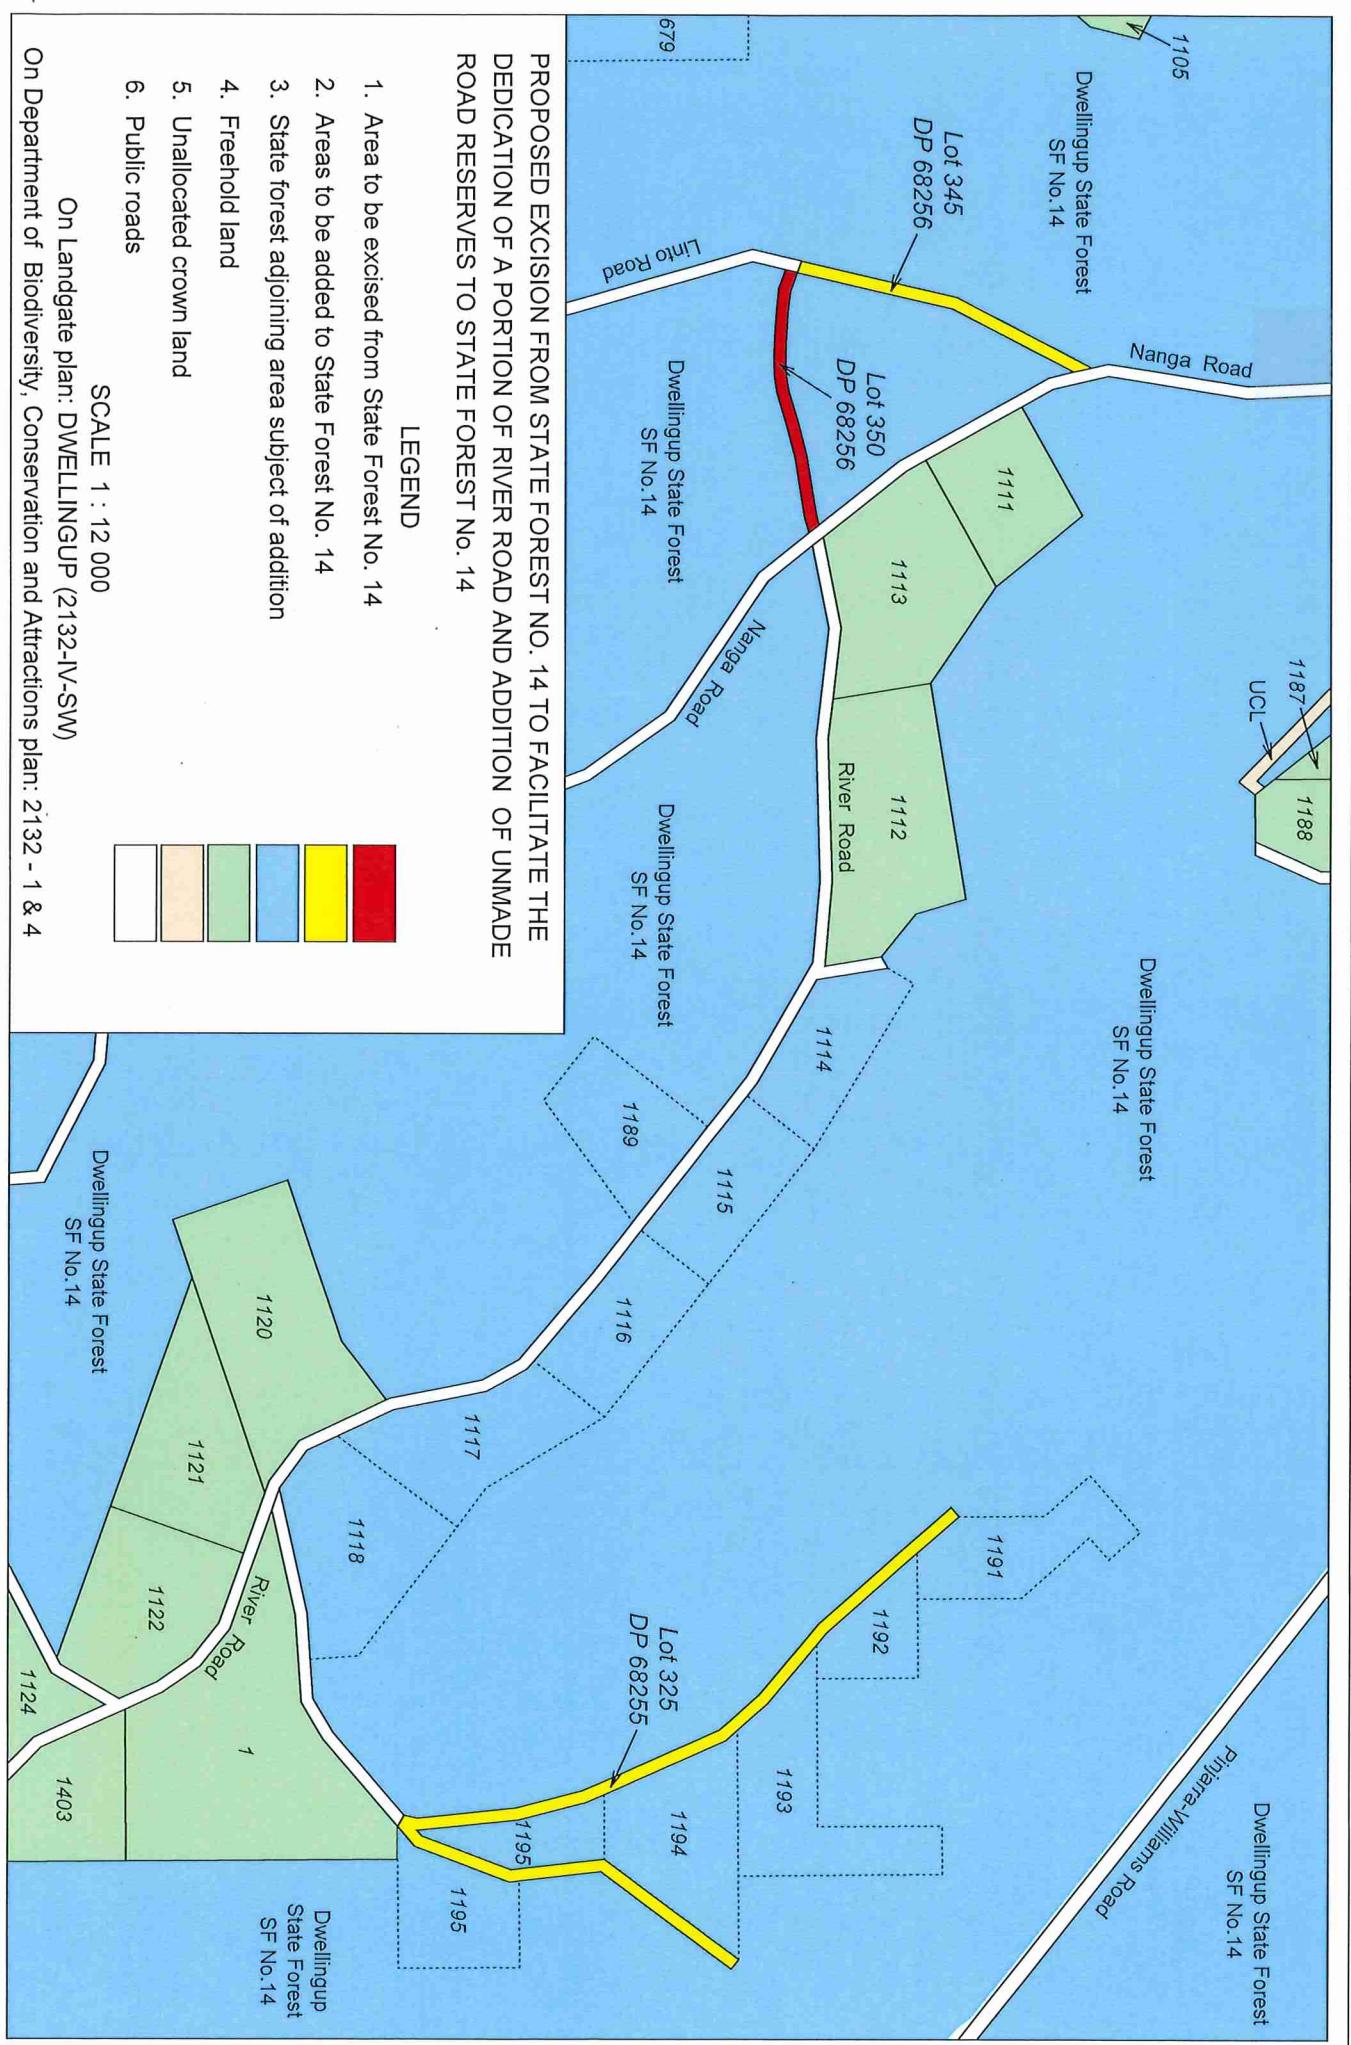 1105
Dwellingup State Forest
SF No.14
Lot 345
DP 68256
679
Linto Road
Nanga Road
Lot 350
DP 68256
Dwellingup State Forest
SF No.14
1111
1113
Nanga Road
1187
UCL
1188
1112
River Road
Dwellingup State Forest
SF No.14
Dwellingup State Forest
SF No.14
1114
1189
1115
1116
1117
1118
Dwellingup State Forest
SF No.14
1120
1121
1122
River Road
1124
1
1403
1191
1192
Lot 325
DP 68255
1193
1194
1195
1195
Pinjarra-Williams Road
Dwellingup State Forest
SF No.14
Dwellingup
State Forest
SF No.14
PROPOSED EXCISION FROM STATE FOREST NO. 14 TO FACILITATE THE
DEDICATION OF A PORTION OF RIVER ROAD AND ADDITION OF UNMADE
ROAD RESERVES TO STATE FOREST No. 14
LEGEND
1. Area to be excised from State Forest No. 14
2. Areas to be added to State Forest No. 14
3. State forest adjoining area subject of addition
4. Freehold land
5. Unallocated crown land
6. Public roads
SCALE 1 : 12 000
On Landgate plan: DWELLINGUP (2132-IV-SW)
On Department of Biodiversity, Conservation and Attractions plan: 2132 - 1 & 4